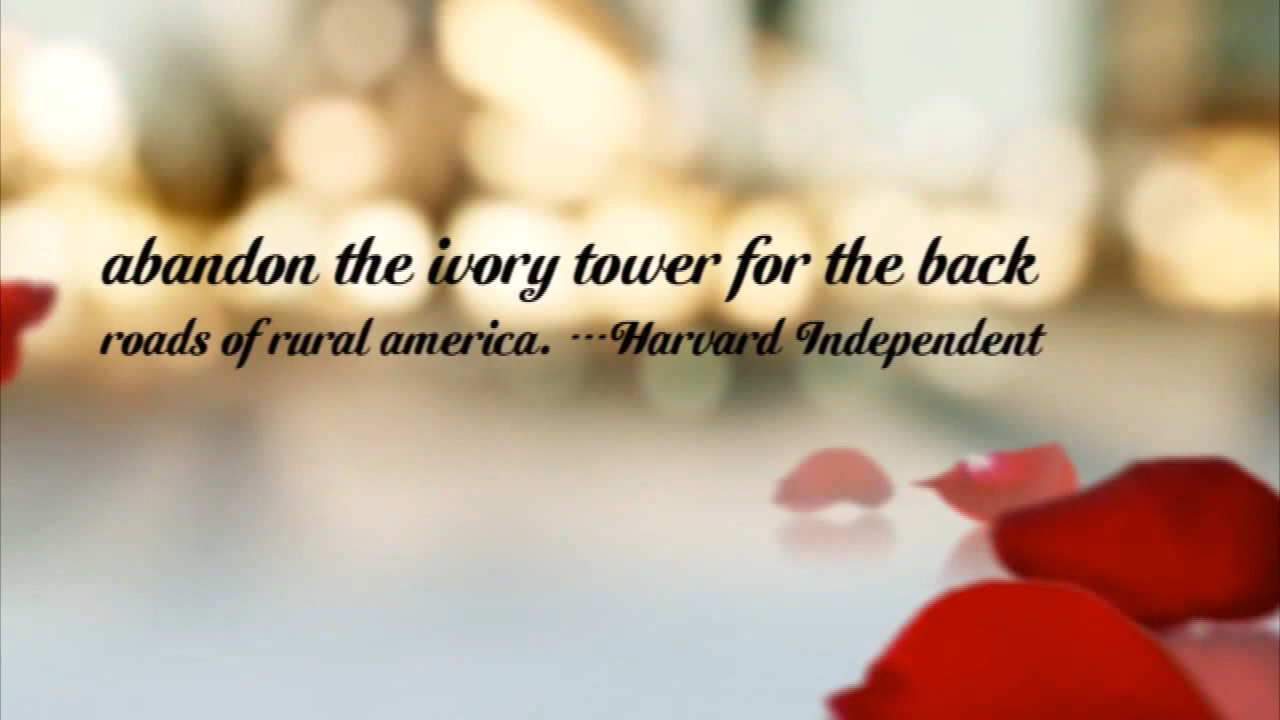 abandon the ivory tower for the back
roads of rural america. ---Harvard Independent